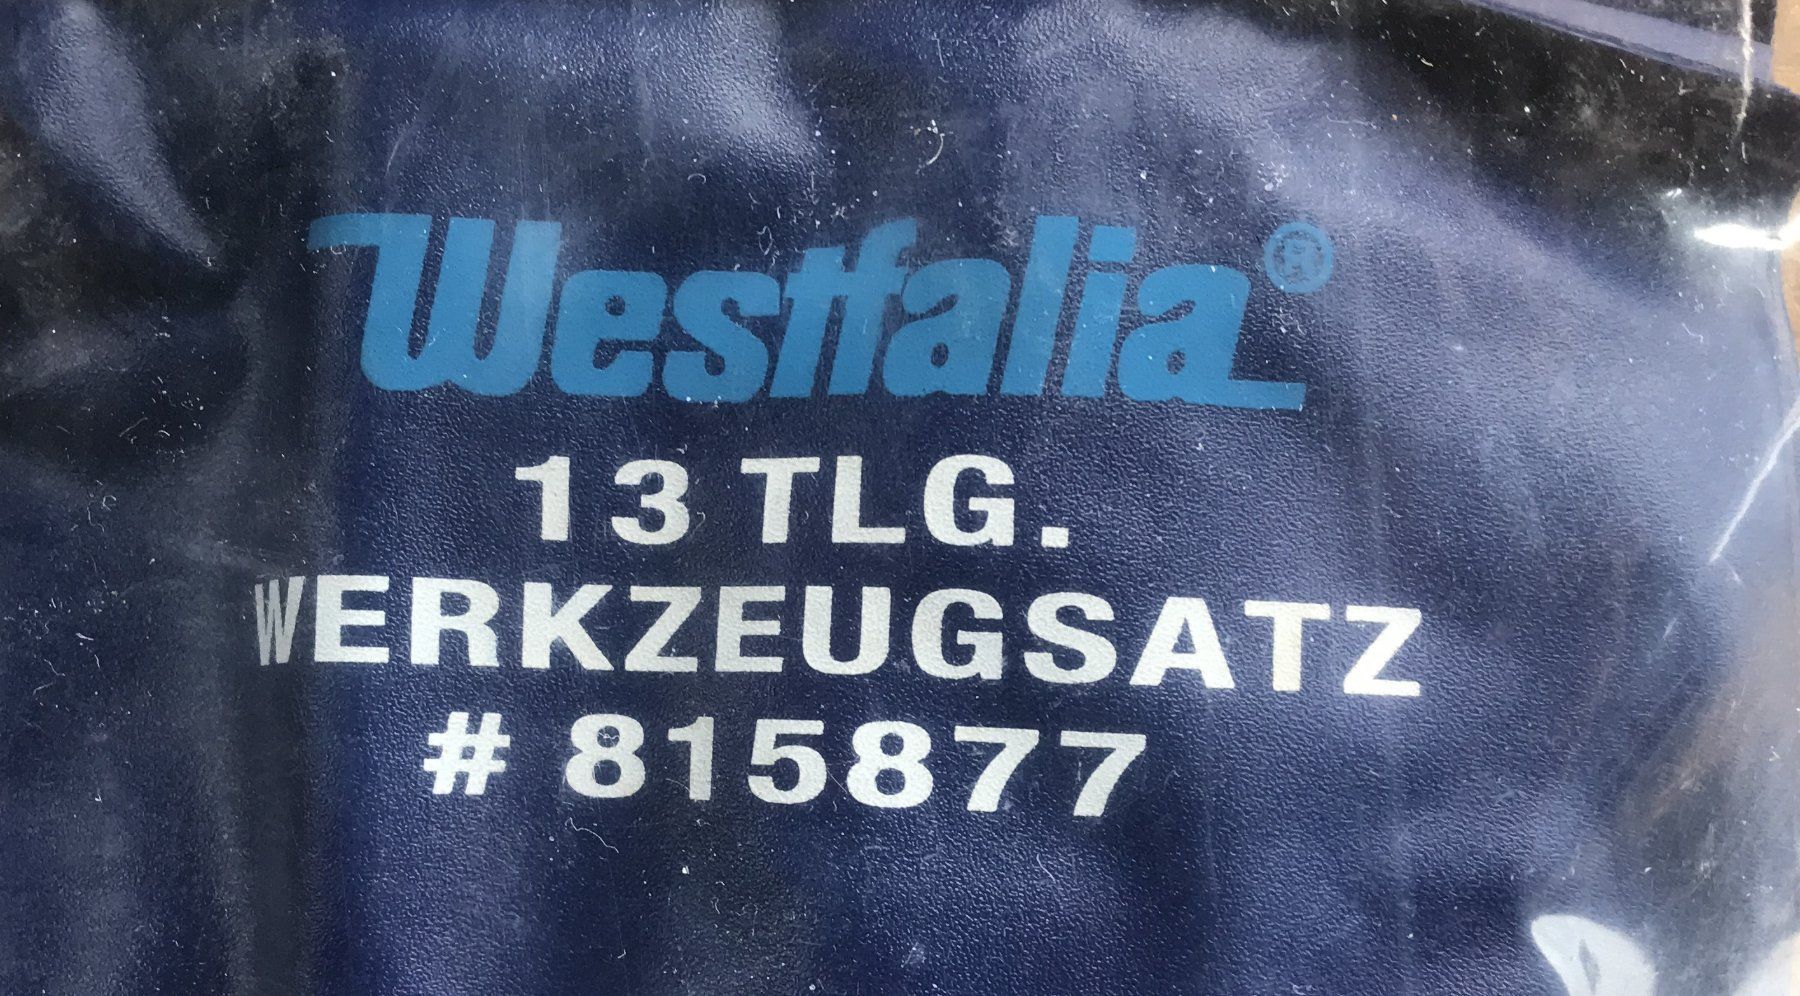 Westfalia®
13 TLG.
WERKZEUGSATZ
# 815877